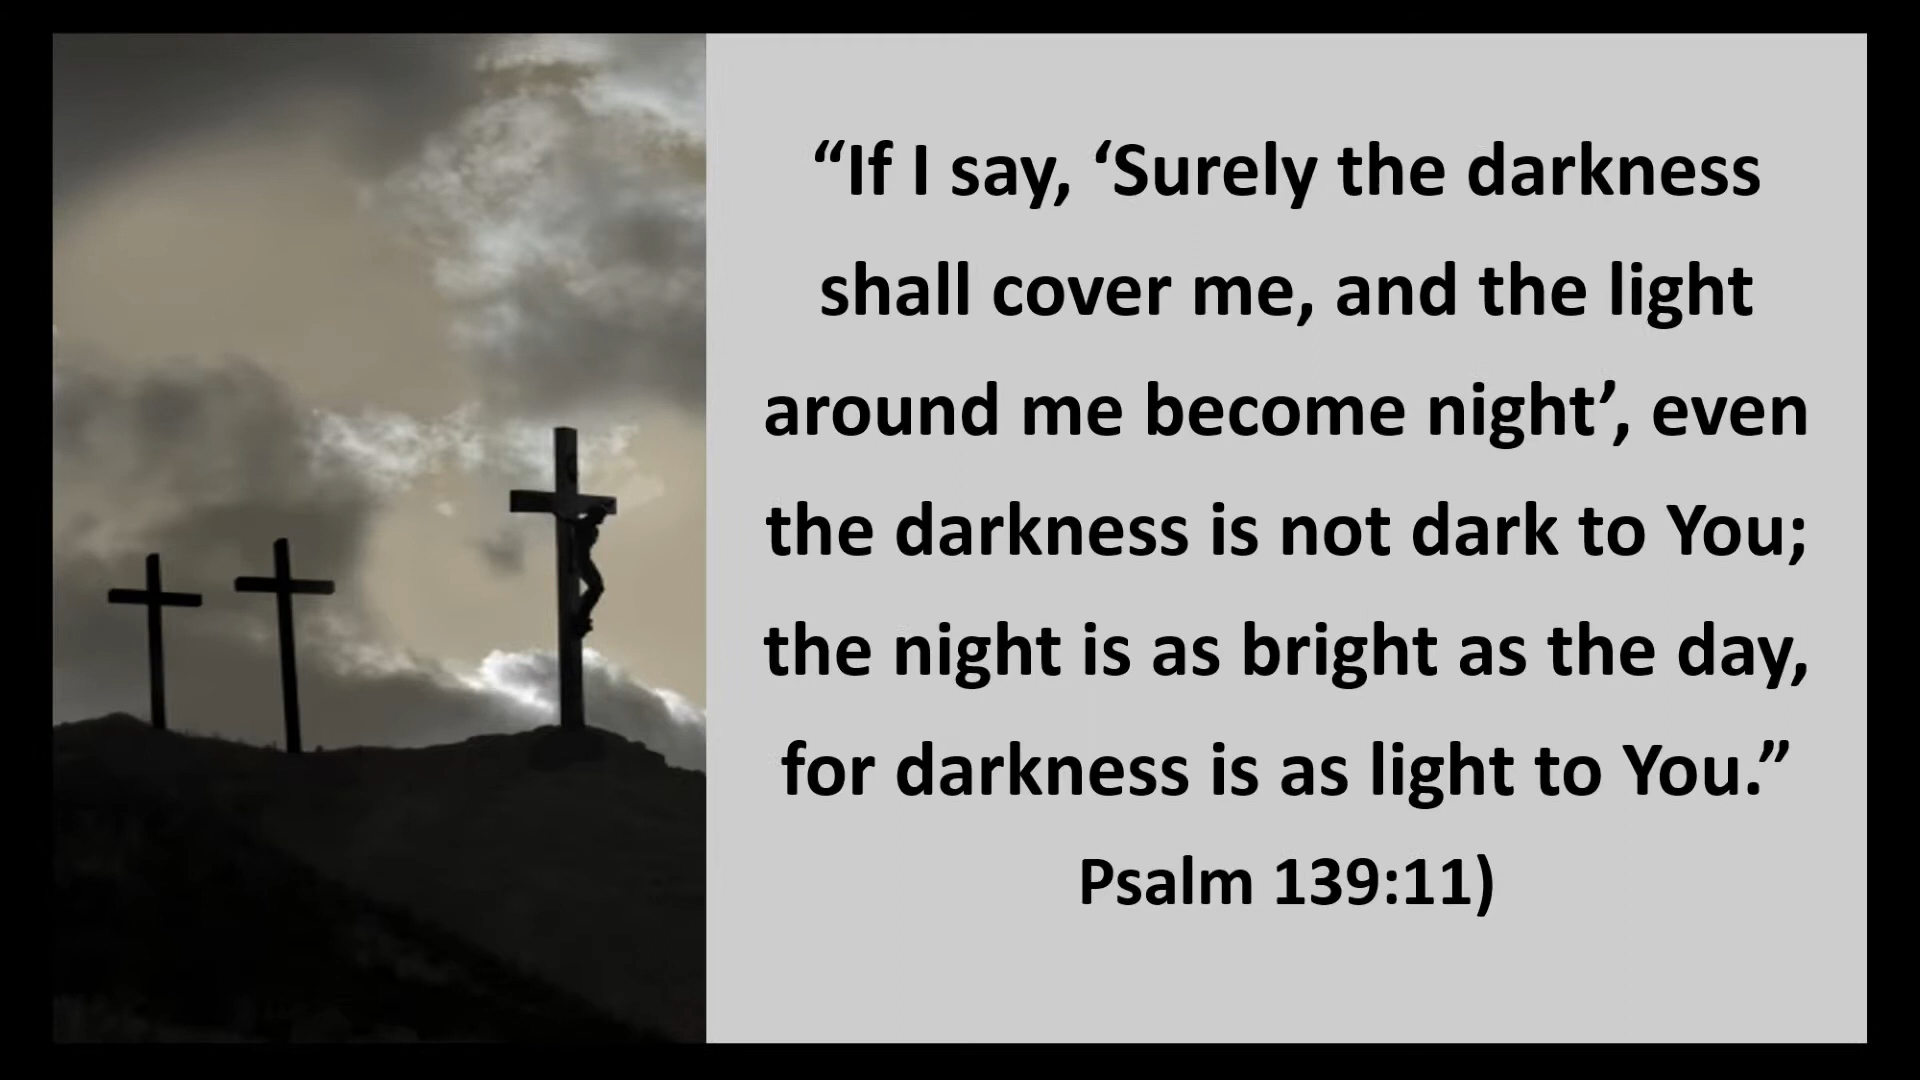 “If I say, ‘Surely the darkness
shall cover me, and the light
around me become night’, even
the darkness is not dark to You;
the night is as bright as the day,
for darkness is as light to You.”
Psalm 139:11)